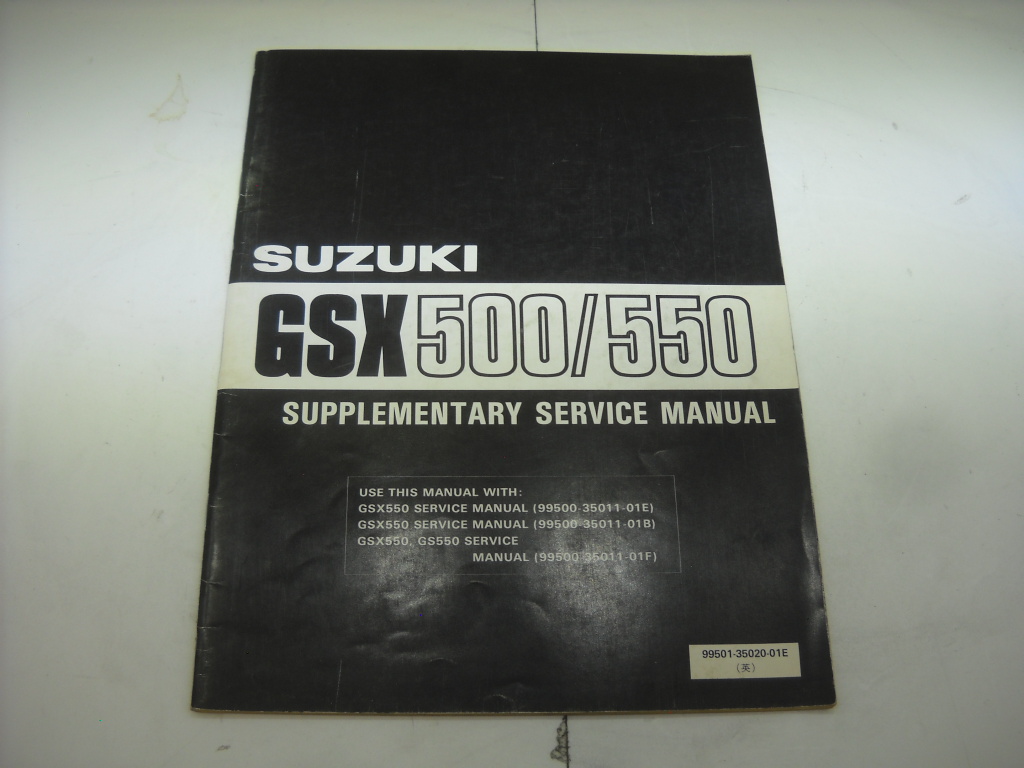 SUZUKI
GSX500/550
SUPPLEMENTARY SERVICE MANUAL
USE THIS MANUAL WITH:
GSX550 SERVICE MANUAL (99500-35011-01E)
GSX550 SERVICE MANUAL (99500-35011-01B)
GSX550, GS550 SERVICE
MANUAL (99500-35011-01F)
99501-35020-01E
(英)